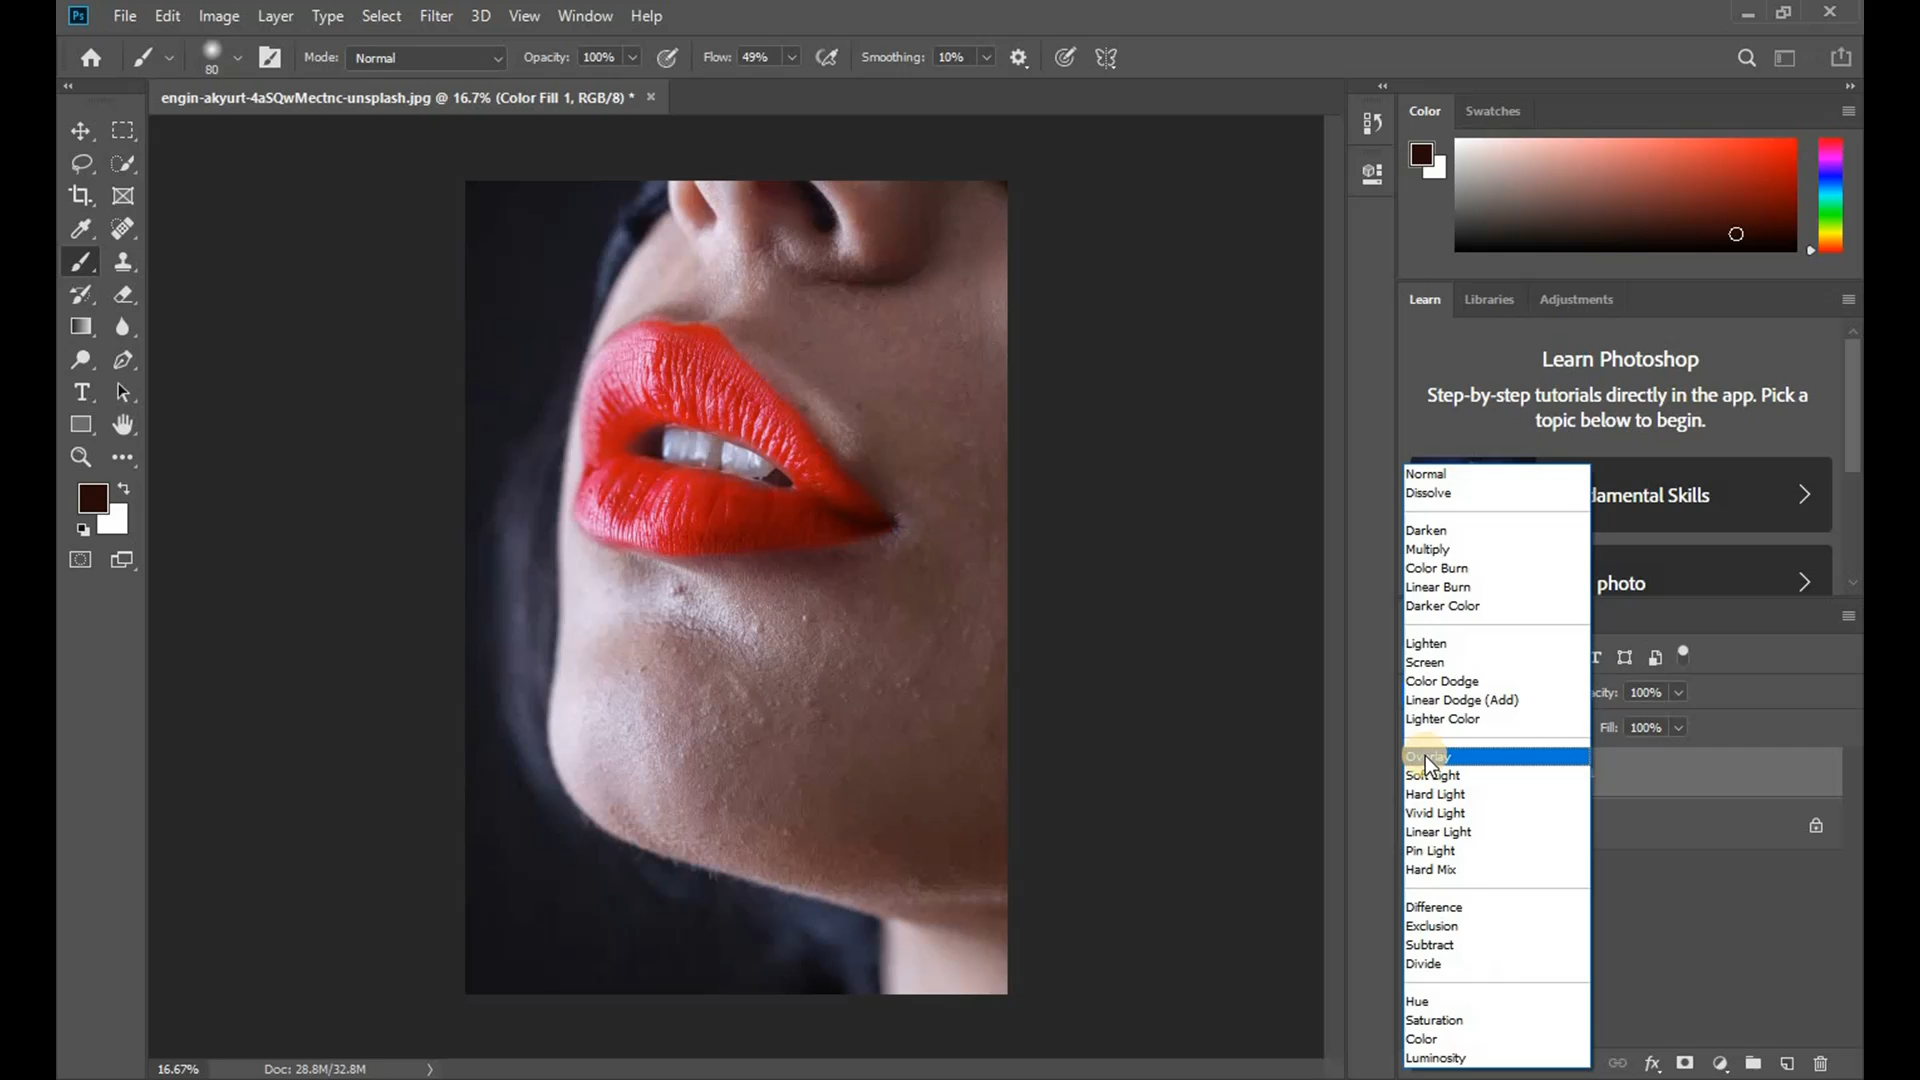 Ps File Edit Image Layer Type Select Filter 3D View Window Help
80 Mode: Normal Opacity: 100% Flow: 49% Smoothing: 10%
engin-akyurt-4aSQwMectnc-unsplash.jpg @ 16.7% (Color Fill 1, RGB/8) *
Color Swatches
Learn Libraries Adjustments
Learn Photoshop
Step-by-step tutorials directly in the app. Pick a
topic below to begin.
damental Skills
photo
Normal
Dissolve
Darken
Multiply
Color Burn
Linear Burn
Darker Color
Lighten
Screen
Color Dodge
Linear Dodge (Add)
Lighter Color
Overlay
Soft Light
Hard Light
Vivid Light
Linear Light
Pin Light
Hard Mix
Difference
Exclusion
Subtract
Divide
Hue
Saturation
Color
Luminosity
acity: 100%
Fill: 100%
16.67% Doc: 28.8M/32.8M